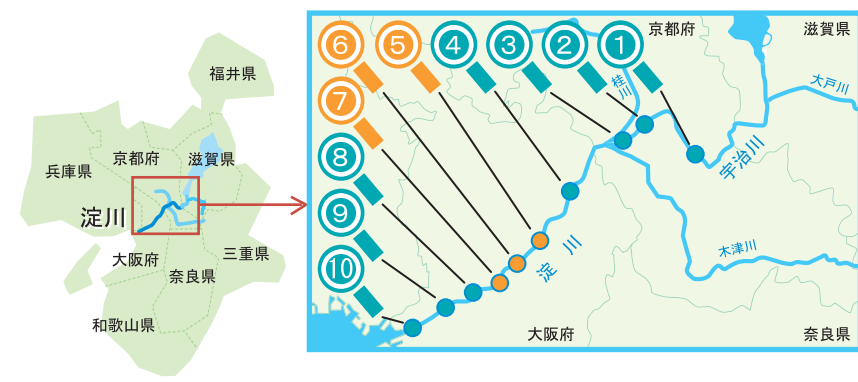 福井県
兵庫県
京都府
滋賀県
淀川
大阪府
三重県
奈良県
和歌山県
⑥
⑤
④
③
②
①
⑦
⑧
⑨
⑩
京都府
滋賀県
桂川
大戸川
宇治川
淀川
木津川
大阪府
奈良県